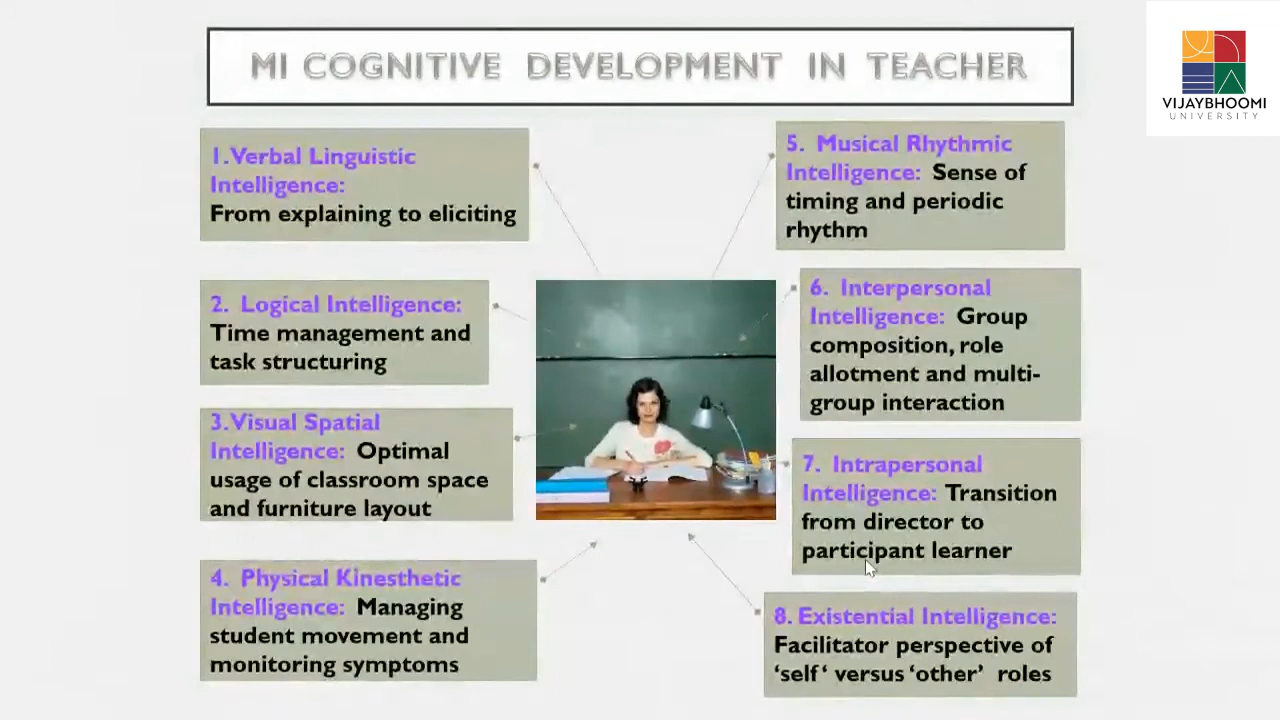 MI COGNITIVE DEVELOPMENT IN TEACHER
VIJAYBHOOMI
UNIVERSITY
1.Verbal Linguistic
Intelligence:
From explaining to eliciting
2. Logical Intelligence:
Time management and
task structuring
3.Visual Spatial
Intelligence: Optimal
usage of classroom space
and furniture layout
4. Physical Kinesthetic
Intelligence: Managing
student movement and
monitoring symptoms
5. Musical Rhythmic
Intelligence: Sense of
timing and periodic
rhythm
6. Interpersonal
Intelligence: Group
composition, role
allotment and multi-
group interaction
7. Intrapersonal
Intelligence: Transition
from director to
participant learner
8. Existential Intelligence:
Facilitator perspective of
‘self ‘ versus ‘other’ roles